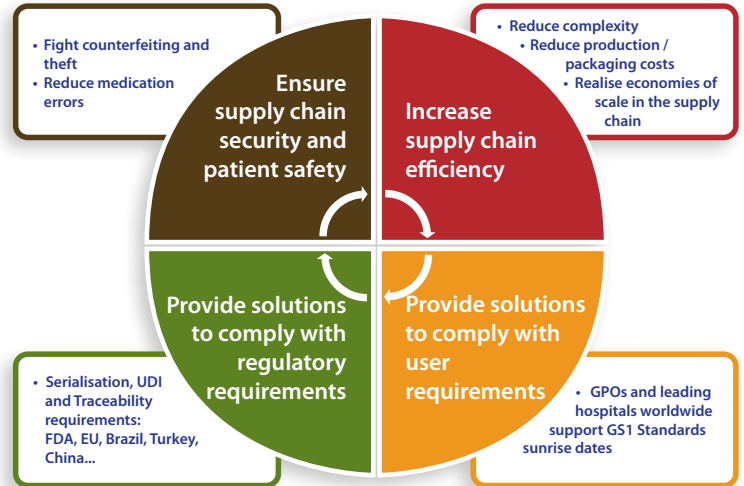 • Fight counterfeiting and
theft
• Reduce medication
errors
Ensure
supply chain
security and
patient safety
• Reduce complexity
• Reduce production /
packaging costs
• Realise economies of
scale in the supply
chain
Increase
supply chain
efficiency
Provide solutions
to comply with
regulatory
requirements
• Serialisation, UDI
and Traceability
requirements:
FDA, EU, Brazil, Turkey,
China...
Provide solutions
to comply with
user
requirements
• GPOs and leading
hospitals worldwide
support GS1 Standards
sunrise dates